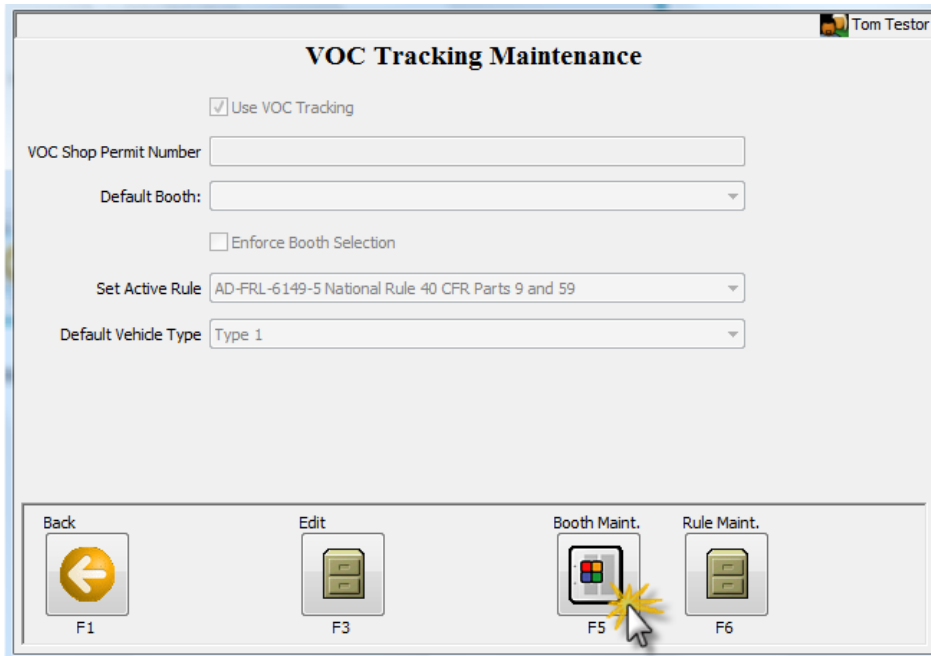 Tom Testor
VOC Tracking Maintenance
Use VOC Tracking
VOC Shop Permit Number
Default Booth:
Enforce Booth Selection
Set Active Rule AD-FRL-6149-5 National Rule 40 CFR Parts 9 and 59
Default Vehicle Type Type 1
Back Edit Booth Maint. Rule Maint.
F1 F3 F5 F6